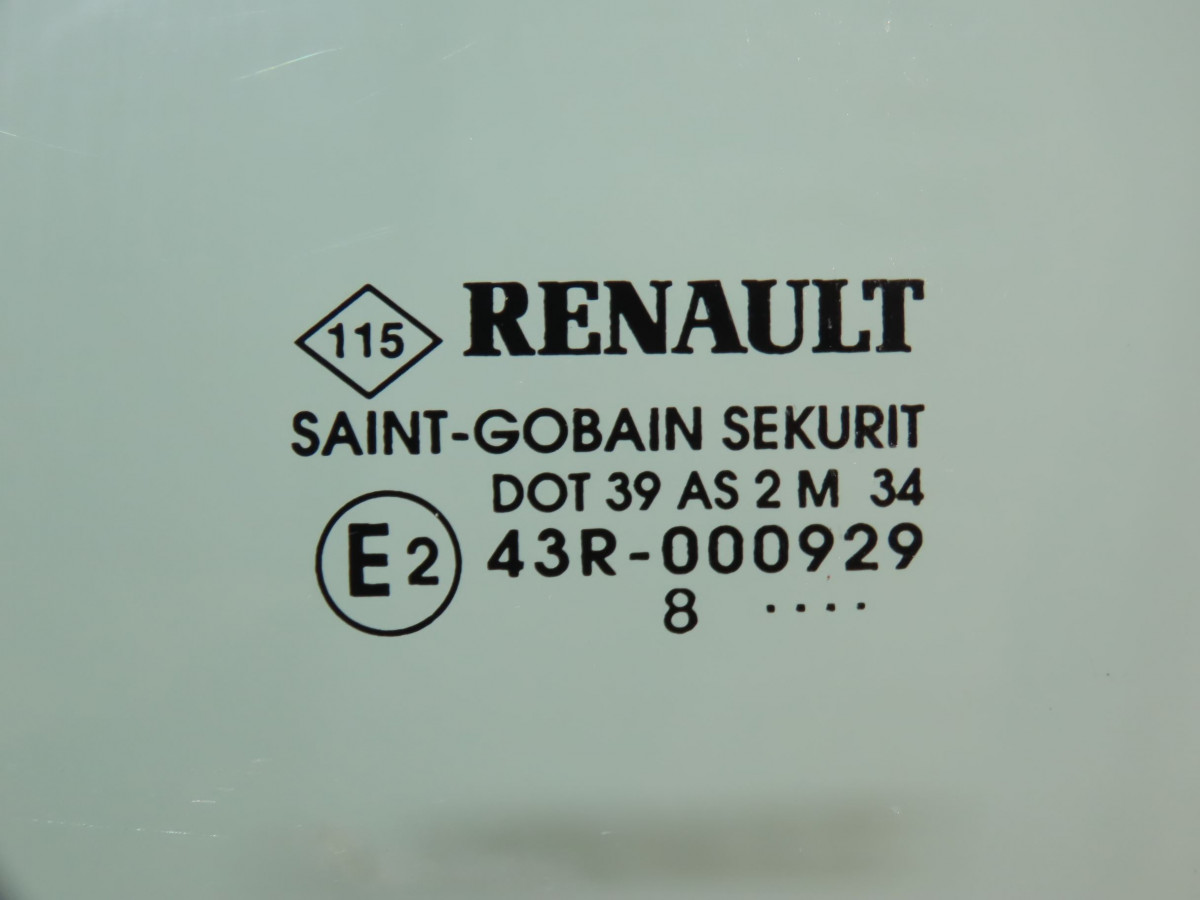 115 RENAULT
SAINT-GOBAIN SEKURIT
DOT 39 AS 2 M 34
E2 43R-000929
8 ....